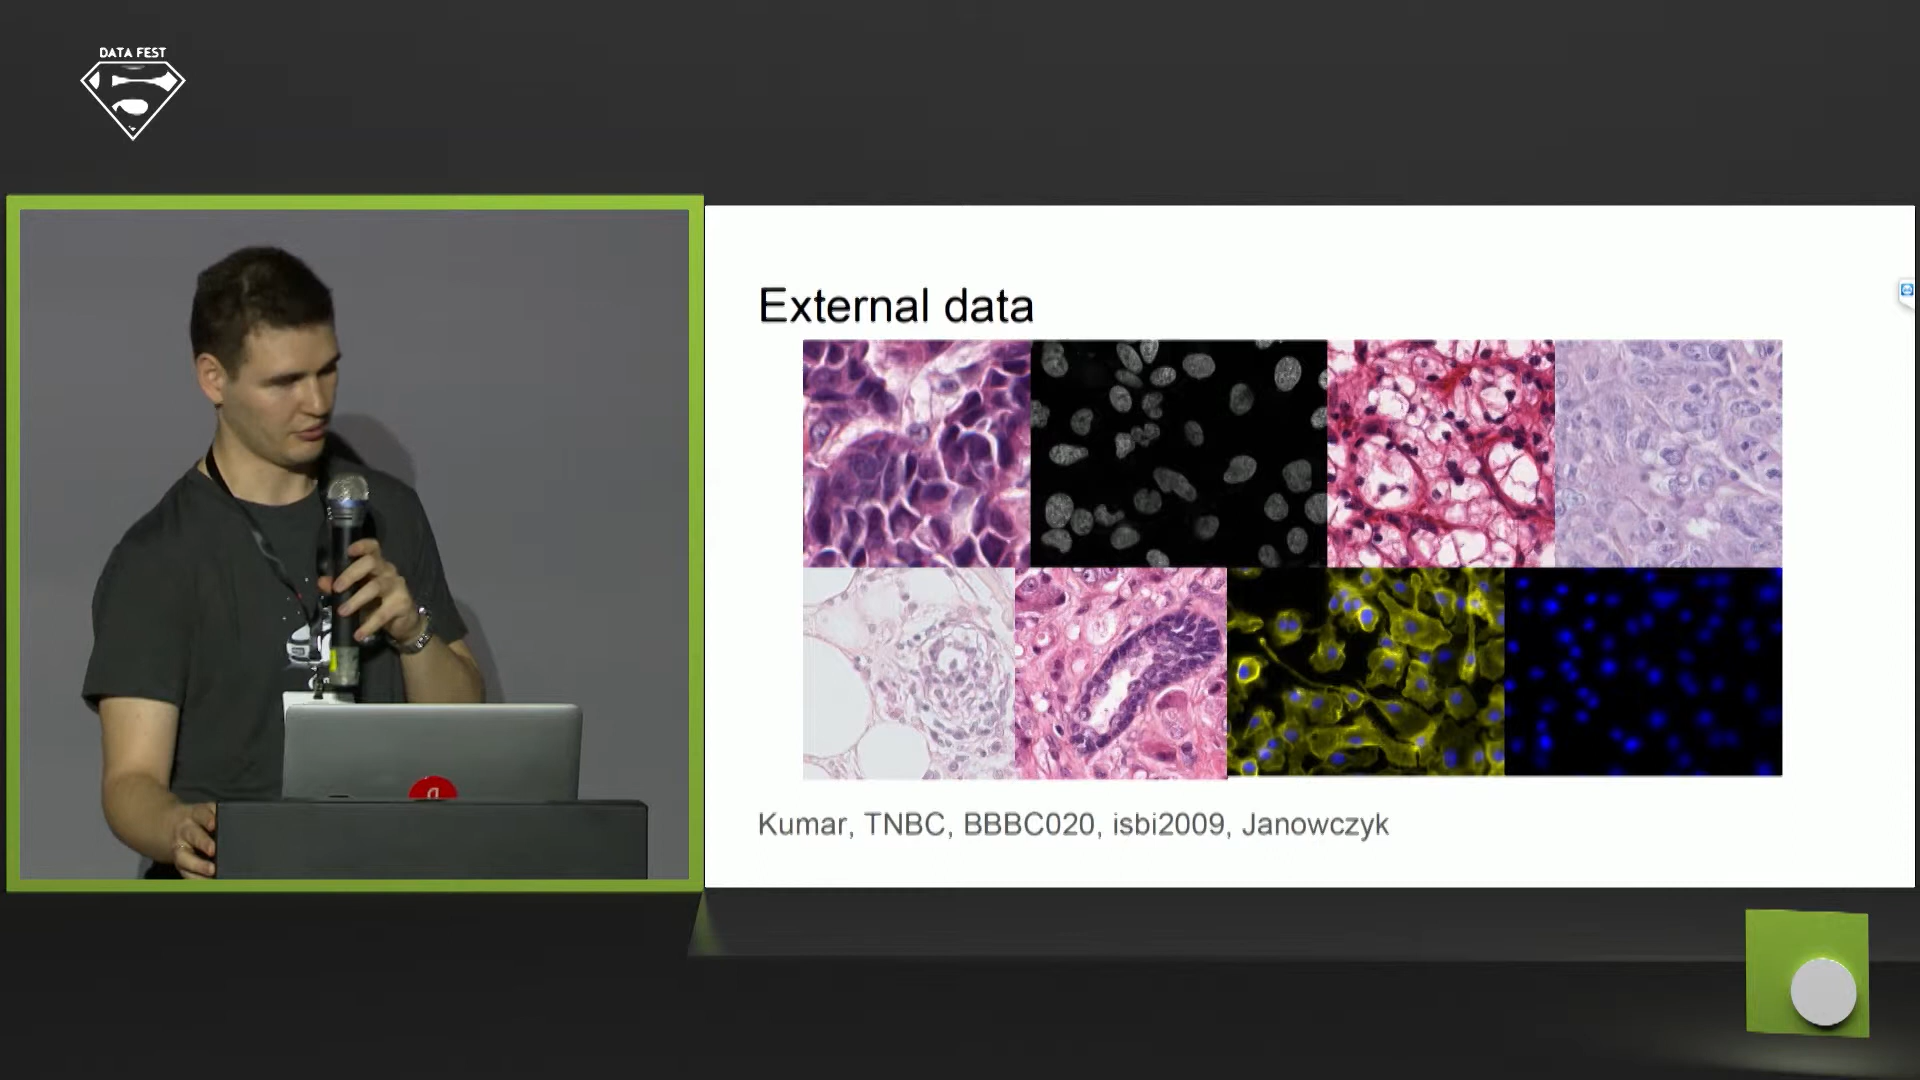 DATA FEST
External data
Kumar, TNBC, BBBC020, isbi2009, Janowczyk